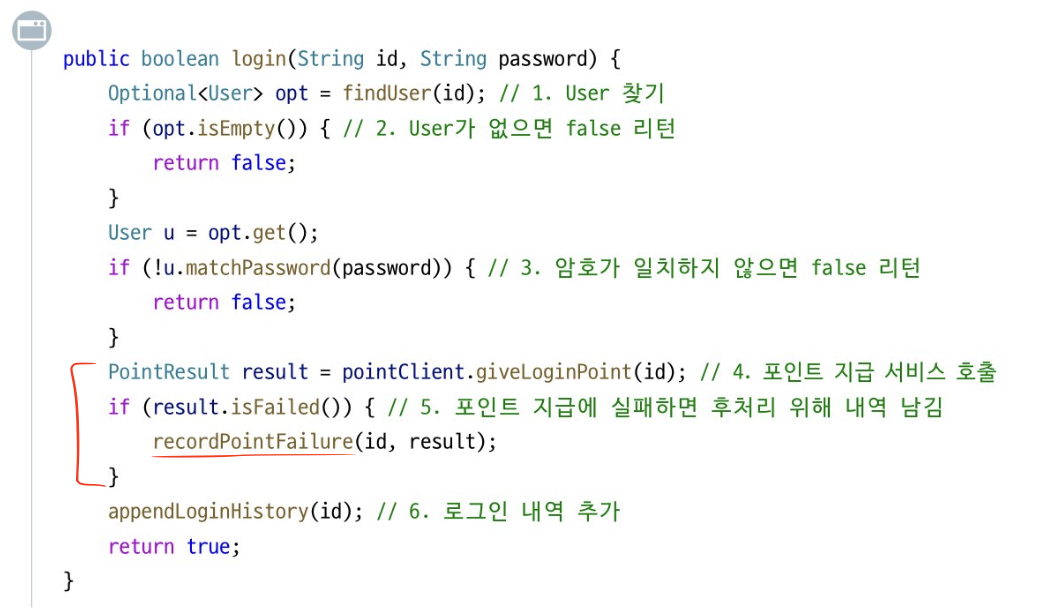 public boolean login(String id, String password) {
Optional<User> opt = findUser(id); // 1. User 찾기
if (opt.isEmpty()) { // 2. User가 없으면 false 리턴
return false;
}
User u = opt.get();
if (!u.matchPassword(password)) { // 3. 암호가 일치하지 않으면 false 리턴
return false;
}
PointResult result = pointClient.giveLoginPoint(id); // 4. 포인트 지급 서비스 호출
if (result.isFailed()) { // 5. 포인트 지급에 실패하면 후처리 위해 내역 남김
recordPointFailure(id, result);
}
appendLoginHistory(id); // 6. 로그인 내역 추가
return true;
}